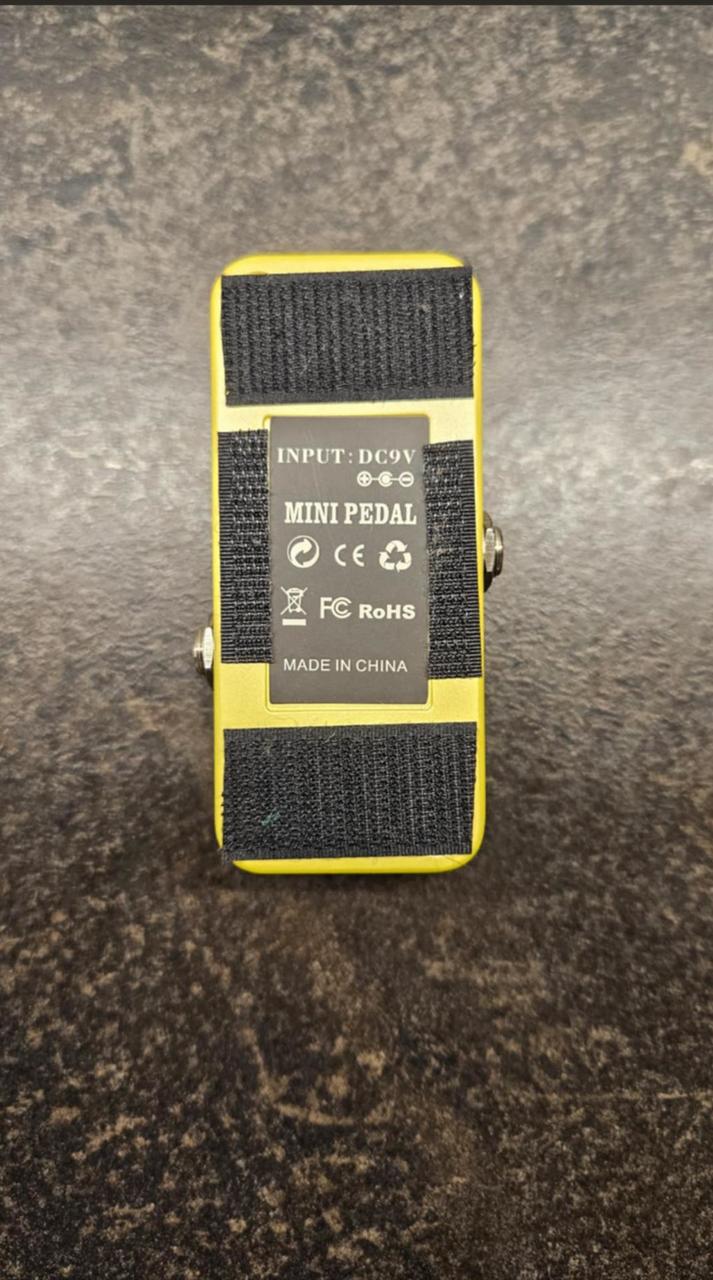 INPUT: DC9V
MINI PEDAL
CE
FC RoHS
MADE IN CHINA